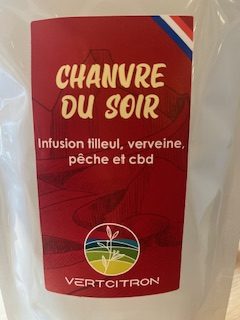 CHANVRE
DU SOIR
Infusion tilleul, verveine,
pêche et cbd
VERTCITRON